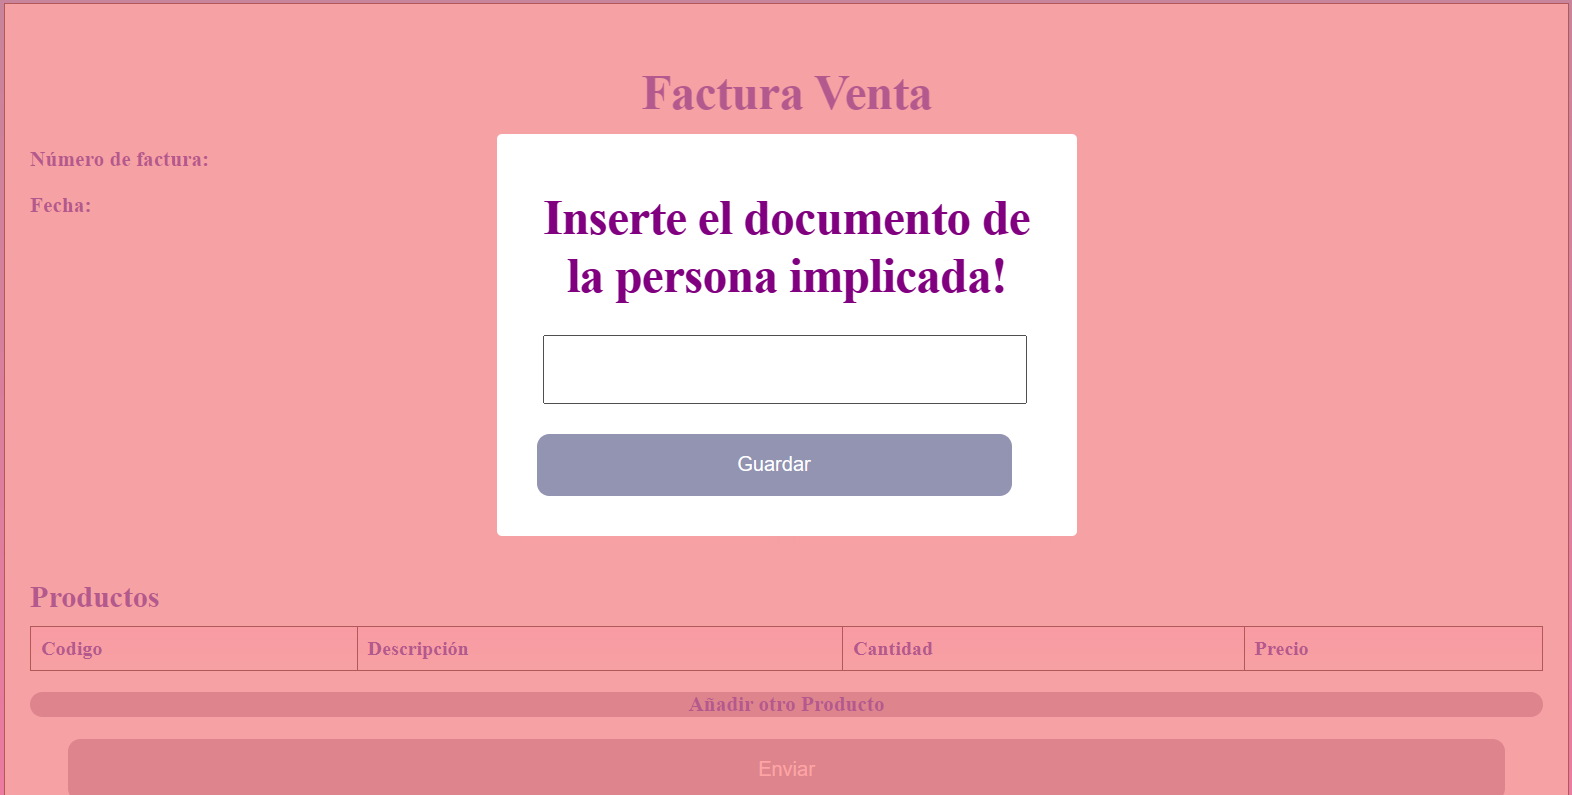 Factura Venta
Número de factura:
Fecha:
Inserte el documento de
la persona implicada!
Guardar
Productos
Codigo Descripción Cantidad Precio
Añadir otro Producto
Enviar